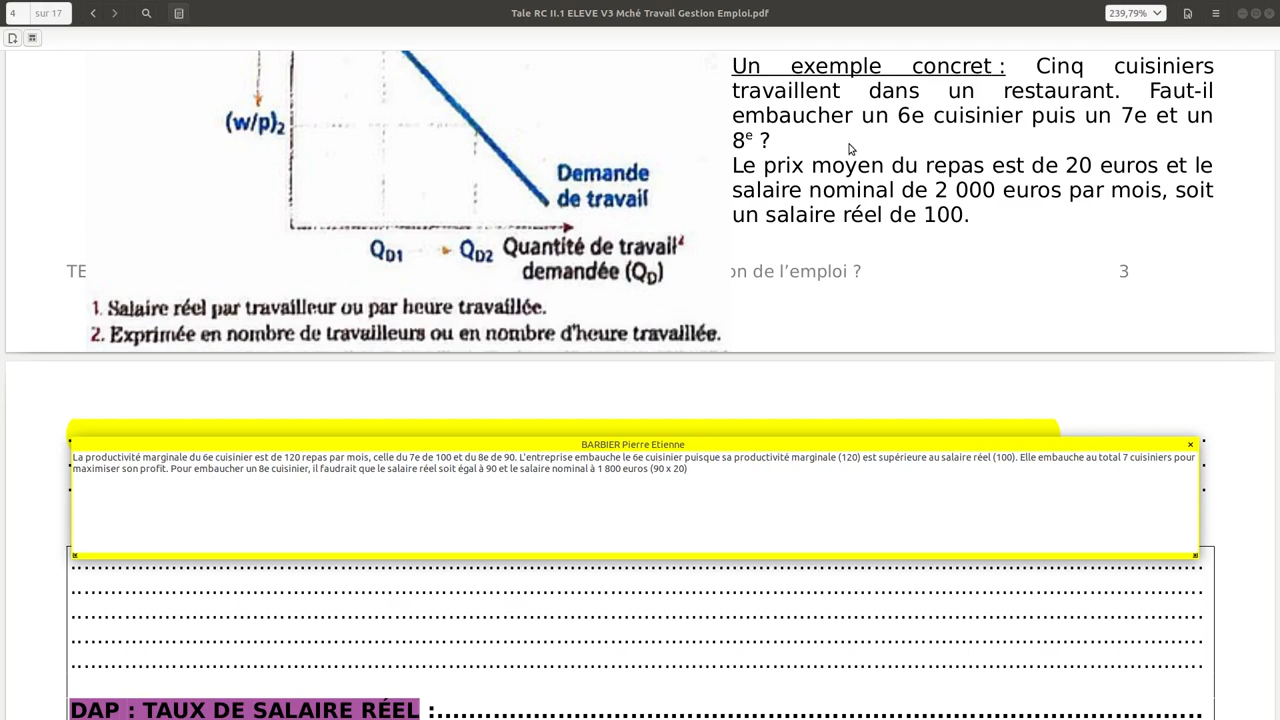 4 sur 17
Tale RC II.1 ELEVE V3 Mché Travail Gestion Emploi.pdf
239,79%
(w/p)2
Demande
de travail
QD1 QD2 Quantité de travail²
demandée (QD)
1. Salaire réel par travailleur ou par heure travaillée.
2. Exprimée en nombre de travailleurs ou en nombre d'heure travaillée.
Un exemple concret : Cinq cuisiniers
travaillent dans un restaurant. Faut-il
embaucher un 6e cuisinier puis un 7e et un
8e ?
Le prix moyen du repas est de 20 euros et le
salaire nominal de 2 000 euros par mois, soit
un salaire réel de 100.
TE
on de l’emploi ? 3
BARBIER Pierre Etienne
La productivité marginale du 6e cuisinier est de 120 repas par mois, celle du 7e de 100 et du 8e de 90. L'entreprise embauche le 6e cuisinier puisque sa productivité marginale (120) est supérieure au salaire réel (100). Elle embauche au total 7 cuisiniers pour
maximiser son profit. Pour embaucher un 8e cuisinier, il faudrait que le salaire réel soit égal à 90 et le salaire nominal à 1 800 euros (90 x 20)
DAP : TAUX DE SALAIRE RÉEL :